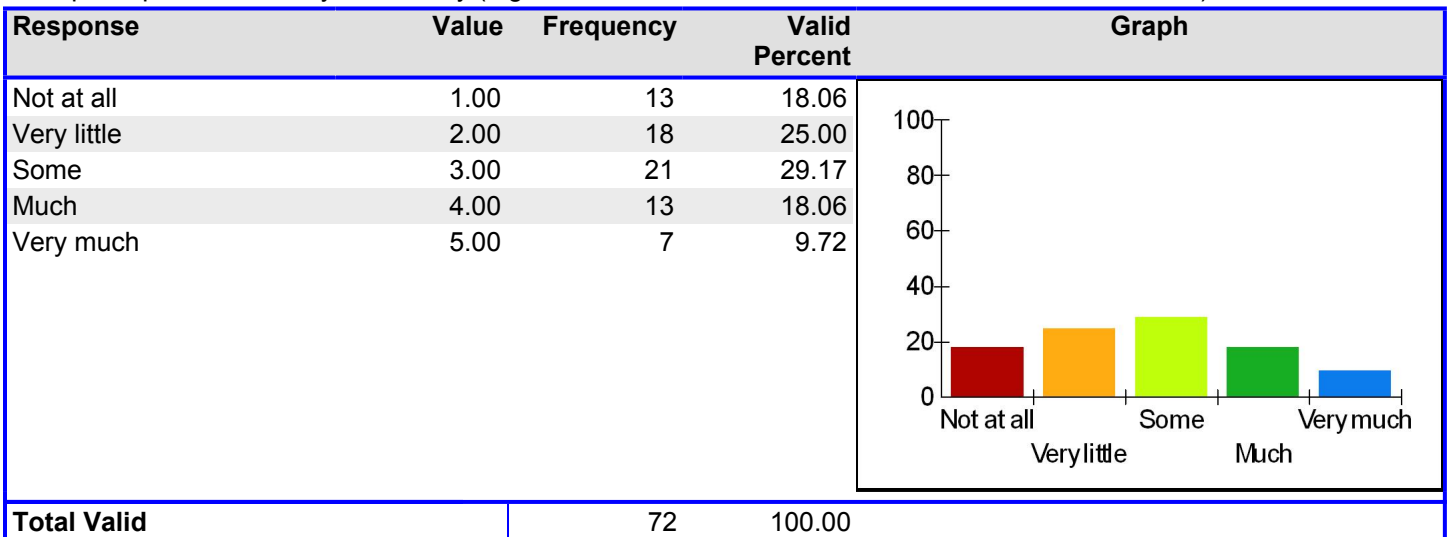 Response Value Frequency Valid Percent Graph
Not at all 1.00 13 18.06
Very little 2.00 18 25.00
Some 3.00 21 29.17
Much 4.00 13 18.06
Very much 5.00 7 9.72
100
80
60
40
20
0
Not at all Some Very much
Very little Much
Total Valid 72 100.00